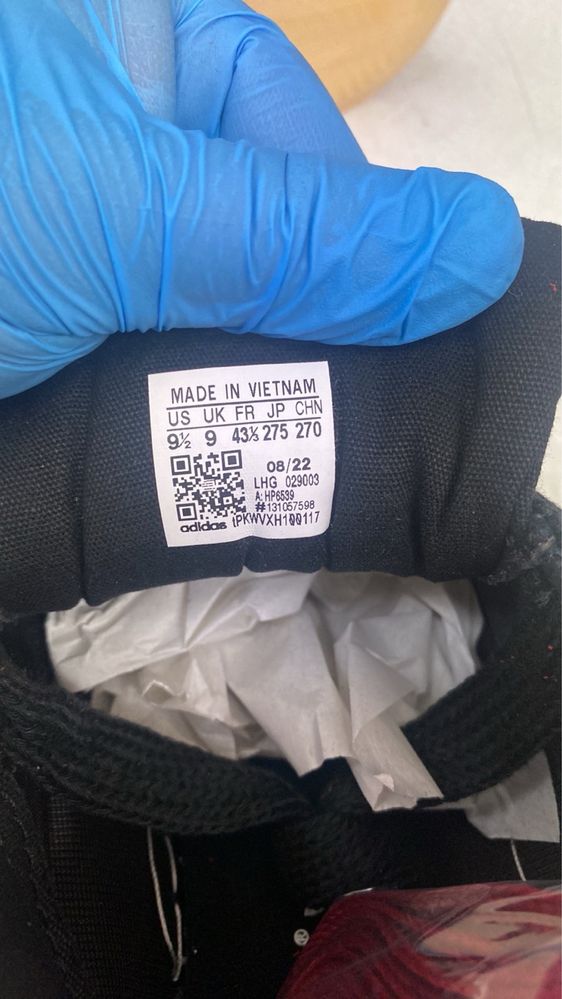 MADE IN VIETNAM
US UK FR JP CHN
9½ 9 43⅓ 275 270
08/22
LHG 029003
A: HP6539
#131057598
adidas tPKWVXH100117